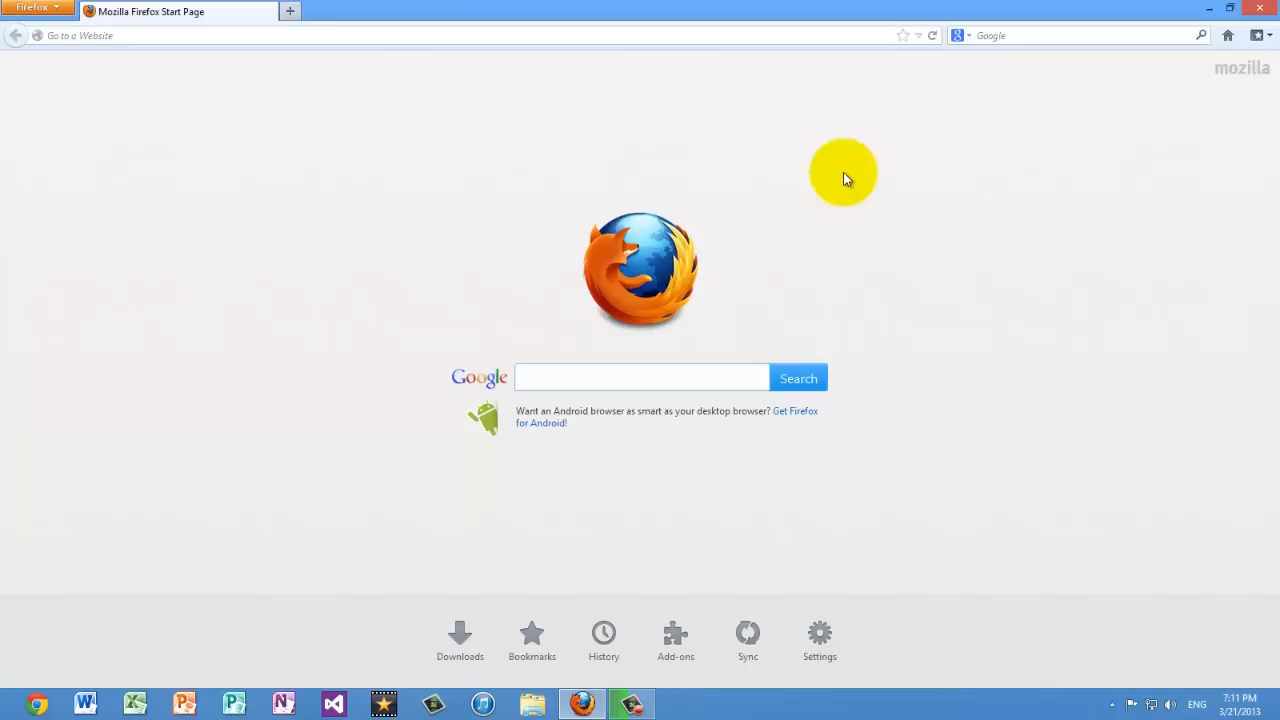 Firefox
Mozilla Firefox Start Page
Go to a Website
Google
mozilla
Google
Search
Want an Android browser as smart as your desktop browser? Get Firefox
for Android!
Downloads
Bookmarks
History
Add-ons
Sync
Settings
7:11 PM
ENG
3/21/2013